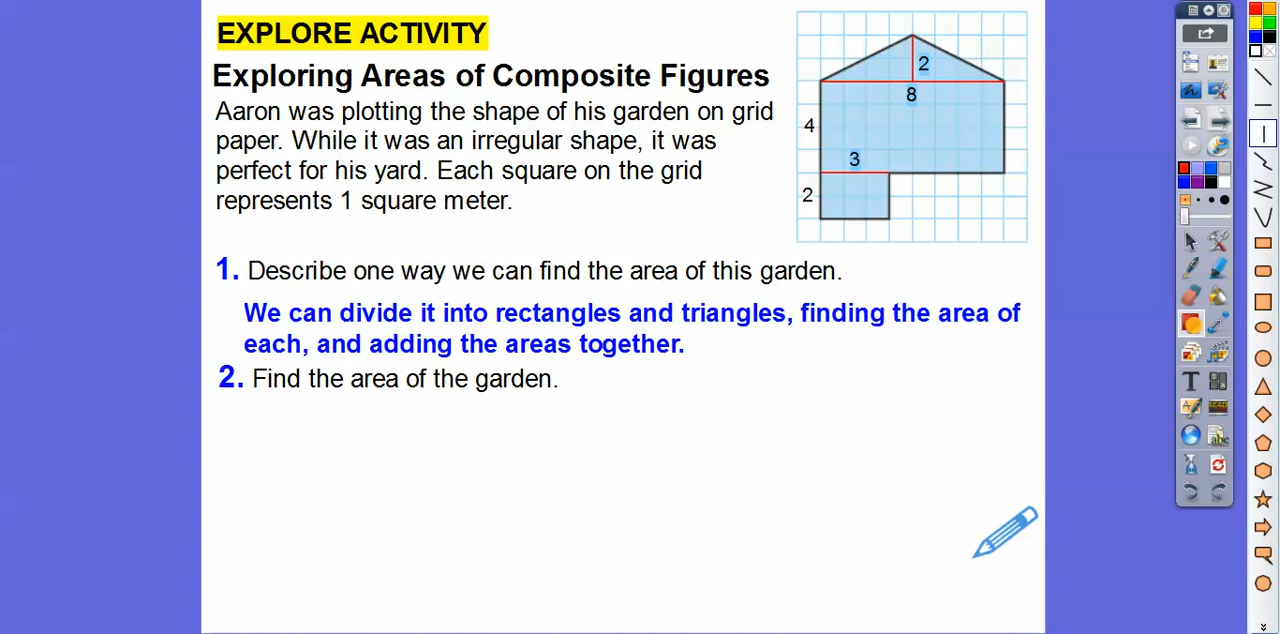 EXPLORE ACTIVITY
Exploring Areas of Composite Figures
Aaron was plotting the shape of his garden on grid
paper. While it was an irregular shape, it was
perfect for his yard. Each square on the grid
represents 1 square meter.
2
8
4
3
2
1. Describe one way we can find the area of this garden.
We can divide it into rectangles and triangles, finding the area of
each, and adding the areas together.
2. Find the area of the garden.
T
abc